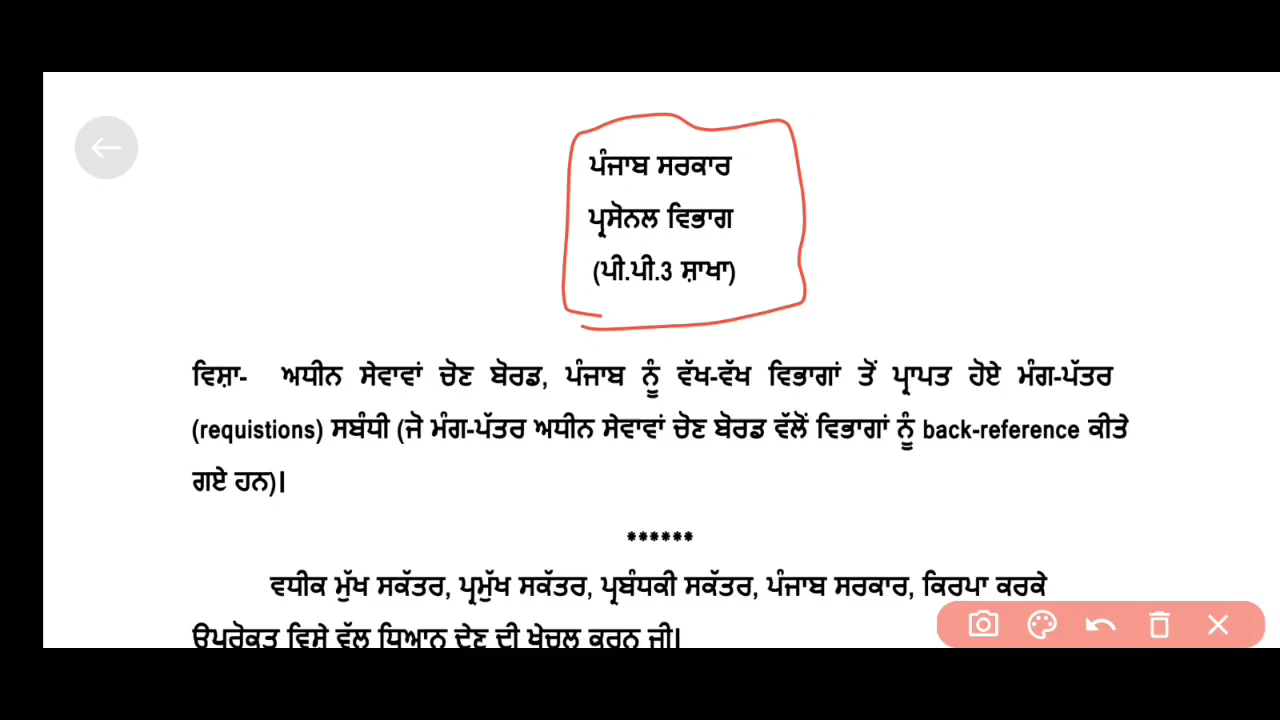 ਪੰਜਾਬ ਸਰਕਾਰ
ਪ੍ਰਸੋਨਲ ਵਿਭਾਗ
(ਪੀ.ਪੀ.3 ਸ਼ਾਖਾ)
ਵਿਸ਼ਾ- ਅਧੀਨ ਸੇਵਾਵਾਂ ਚੋਣ ਬੋਰਡ, ਪੰਜਾਬ ਨੂੰ ਵੱਖ-ਵੱਖ ਵਿਭਾਗਾਂ ਤੋਂ ਪ੍ਰਾਪਤ ਹੋਏ ਮੰਗ-ਪੱਤਰ
(requistions) ਸਬੰਧੀ (ਜੋ ਮੰਗ-ਪੱਤਰ ਅਧੀਨ ਸੇਵਾਵਾਂ ਚੋਣ ਬੋਰਡ ਵੱਲੋਂ ਵਿਭਾਗਾਂ ਨੂੰ back-reference ਕੀਤੇ
ਗਏ ਹਨ)।
******
ਵਧੀਕ ਮੁੱਖ ਸਕੱਤਰ, ਪ੍ਰਮੁੱਖ ਸਕੱਤਰ, ਪ੍ਰਬੰਧਕੀ ਸਕੱਤਰ, ਪੰਜਾਬ ਸਰਕਾਰ, ਕਿਰਪਾ ਕਰਕੇ
ਉਪਰੋਕਤ ਵਿਸ਼ੇ ਵੱਲ ਧਿਆਨ ਦੇਣ ਦੀ ਖੇਚਲ ਕਰਨ ਜੀ।